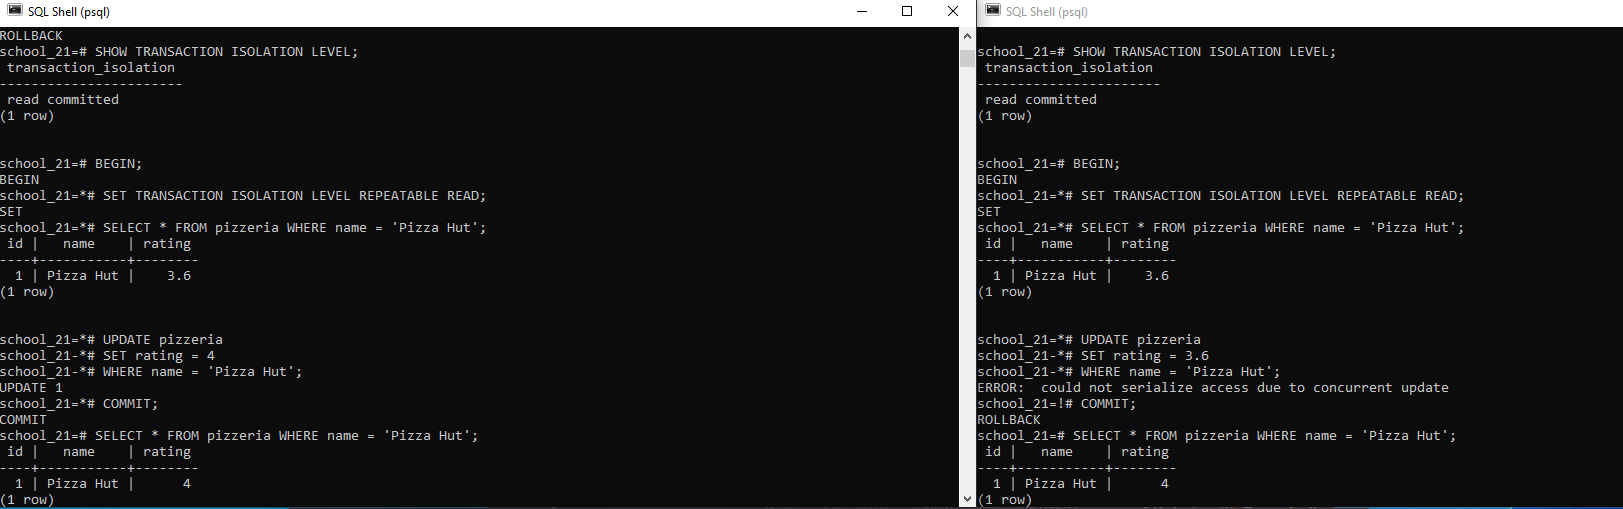 SQL Shell (psql)
ROLLBACK
school_21=# SHOW TRANSACTION ISOLATION LEVEL;
 transaction_isolation
-----------------------
 read committed
(1 row)
school_21=# BEGIN;
BEGIN
school_21=*# SET TRANSACTION ISOLATION LEVEL REPEATABLE READ;
SET
school_21=*# SELECT * FROM pizzeria WHERE name = 'Pizza Hut';
 id |   name    | rating
----+-----------+--------
  1 | Pizza Hut |    3.6
(1 row)
school_21=*# UPDATE pizzeria
school_21-*# SET rating = 4
school_21-*# WHERE name = 'Pizza Hut';
UPDATE 1
school_21=*# COMMIT;
COMMIT
school_21=# SELECT * FROM pizzeria WHERE name = 'Pizza Hut';
 id |   name    | rating
----+-----------+--------
  1 | Pizza Hut |      4
(1 row)
SQL Shell (psql)
school_21=# SHOW TRANSACTION ISOLATION LEVEL;
 transaction_isolation
-----------------------
 read committed
(1 row)
school_21=# BEGIN;
BEGIN
school_21=*# SET TRANSACTION ISOLATION LEVEL REPEATABLE READ;
SET
school_21=*# SELECT * FROM pizzeria WHERE name = 'Pizza Hut';
 id |   name    | rating
----+-----------+--------
  1 | Pizza Hut |    3.6
(1 row)
school_21=*# UPDATE pizzeria
school_21-*# SET rating = 3.6
school_21-*# WHERE name = 'Pizza Hut';
ERROR:  could not serialize access due to concurrent update
school_21=!# COMMIT;
ROLLBACK
school_21=# SELECT * FROM pizzeria WHERE name = 'Pizza Hut';
 id |   name    | rating
----+-----------+--------
  1 | Pizza Hut |      4
(1 row)